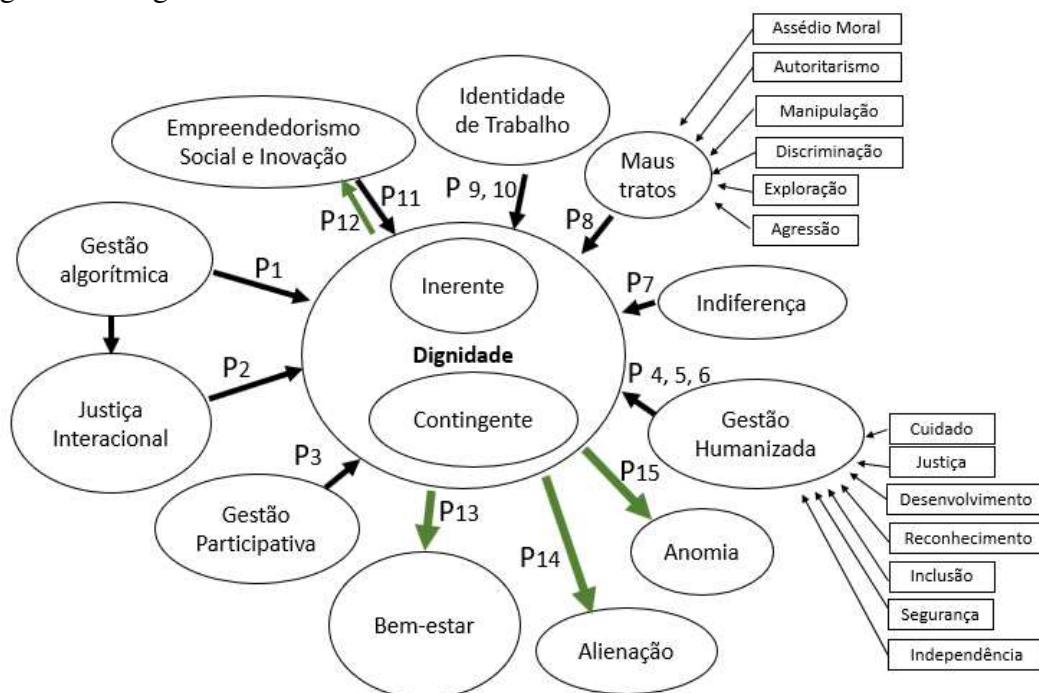 Assédio Moral
Autoritarismo
Manipulação
Discriminação
Exploração
Agressão
Identidade
de Trabalho
Empreendedorismo
Social e Inovação
Maus
tratos
P11
P12
P 9, 10
P8
Gestão
algorítmica
P1
Inerente
P7
Indiferença
Dignidade
P2
Justiça
Interacional
Contingente
P 4, 5, 6
Gestão
Humanizada
Cuidado
Justiça
Desenvolvimento
Reconhecimento
Inclusão
Segurança
Independência
P3
Gestão
Participativa
P13
P15
P14
Anomia
Bem-estar
Alienação